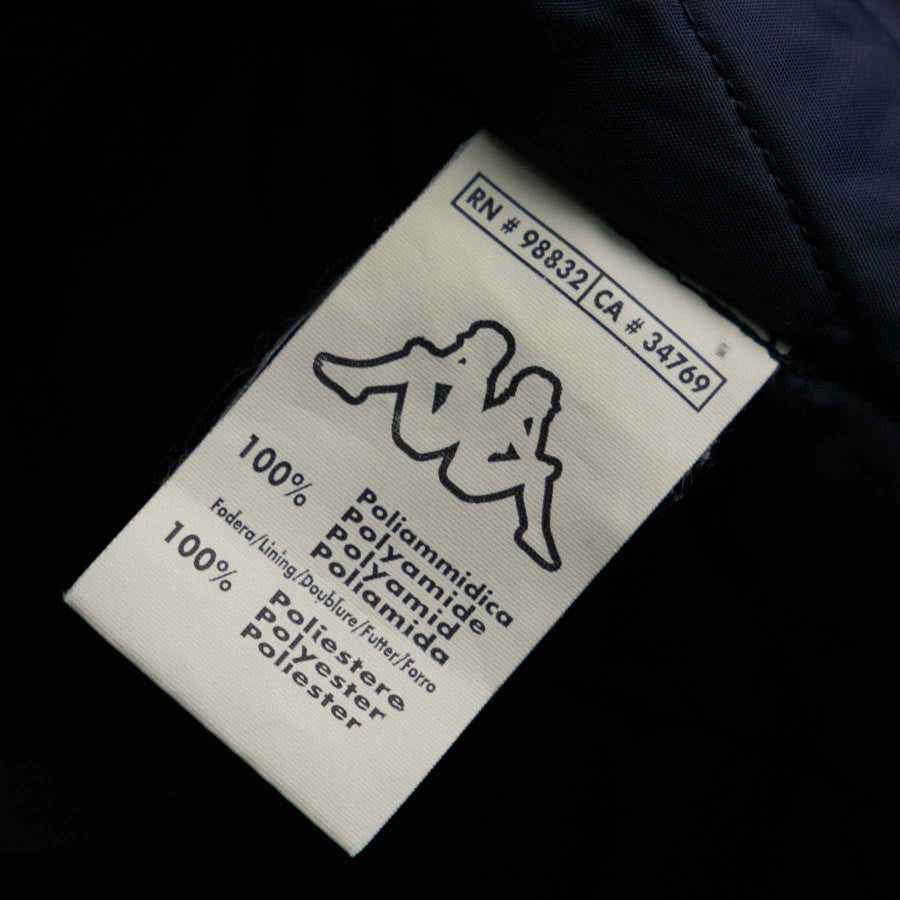 RN # 98832 CA # 34769
100% Poliammidica
Polyamide
Polyamid
Poliamida
Fodera/Lining/Doublure/Futter/Forro
100% Poliestere
Polyester
Poliester